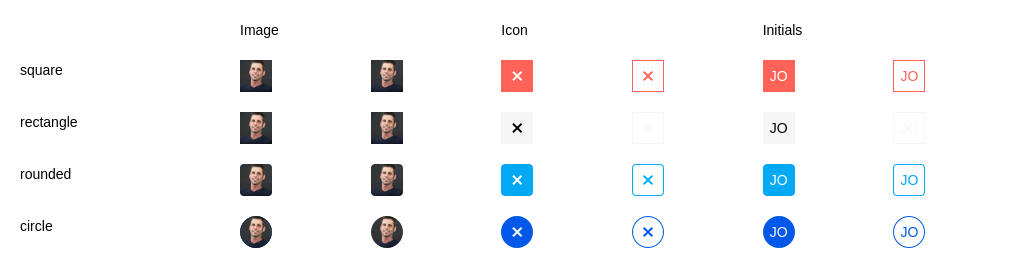 Image Icon Initials
square JO JO
rectangle JO JO
rounded JO JO
circle JO JO